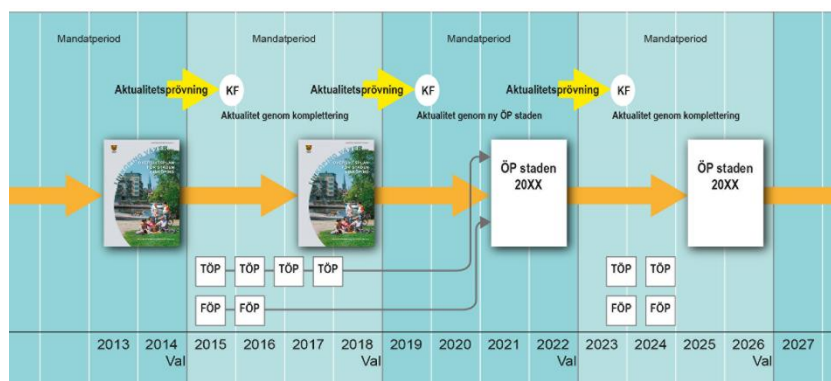 Mandatperiod Mandatperiod Mandatperiod Mandatperiod
Aktualitetsprövning KF Aktualitetsprövning KF Aktualitetsprövning KF
Aktualitet genom komplettering Aktualitet genom ny ÖP staden Aktualitet genom komplettering
ÖP staden
20XX
ÖP staden
20XX
TÖP TÖP TÖP TÖP TÖP TÖP
FÖP FÖP FÖP FÖP
2013 2014 2015 2016 2017 2018 2019 2020 2021 2022 2023 2024 2025 2026 2027
Val Val Val Val